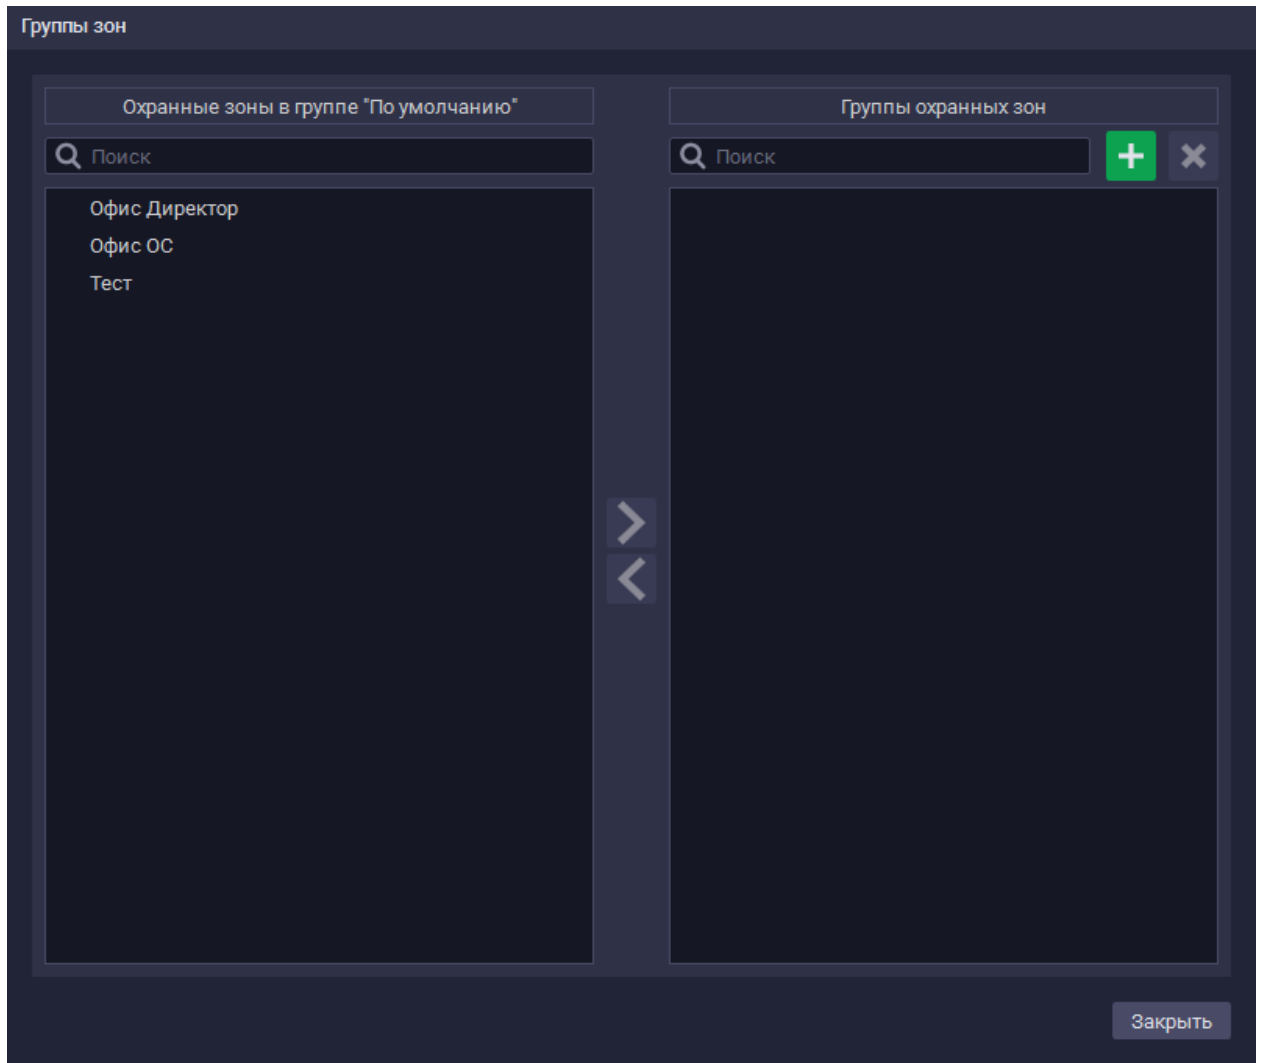 Группы зон
Охранные зоны в группе "По умолчанию"
Группы охранных зон
Поиск
Поиск
Офис Директор
Офис ОС
Тест
Закрыть